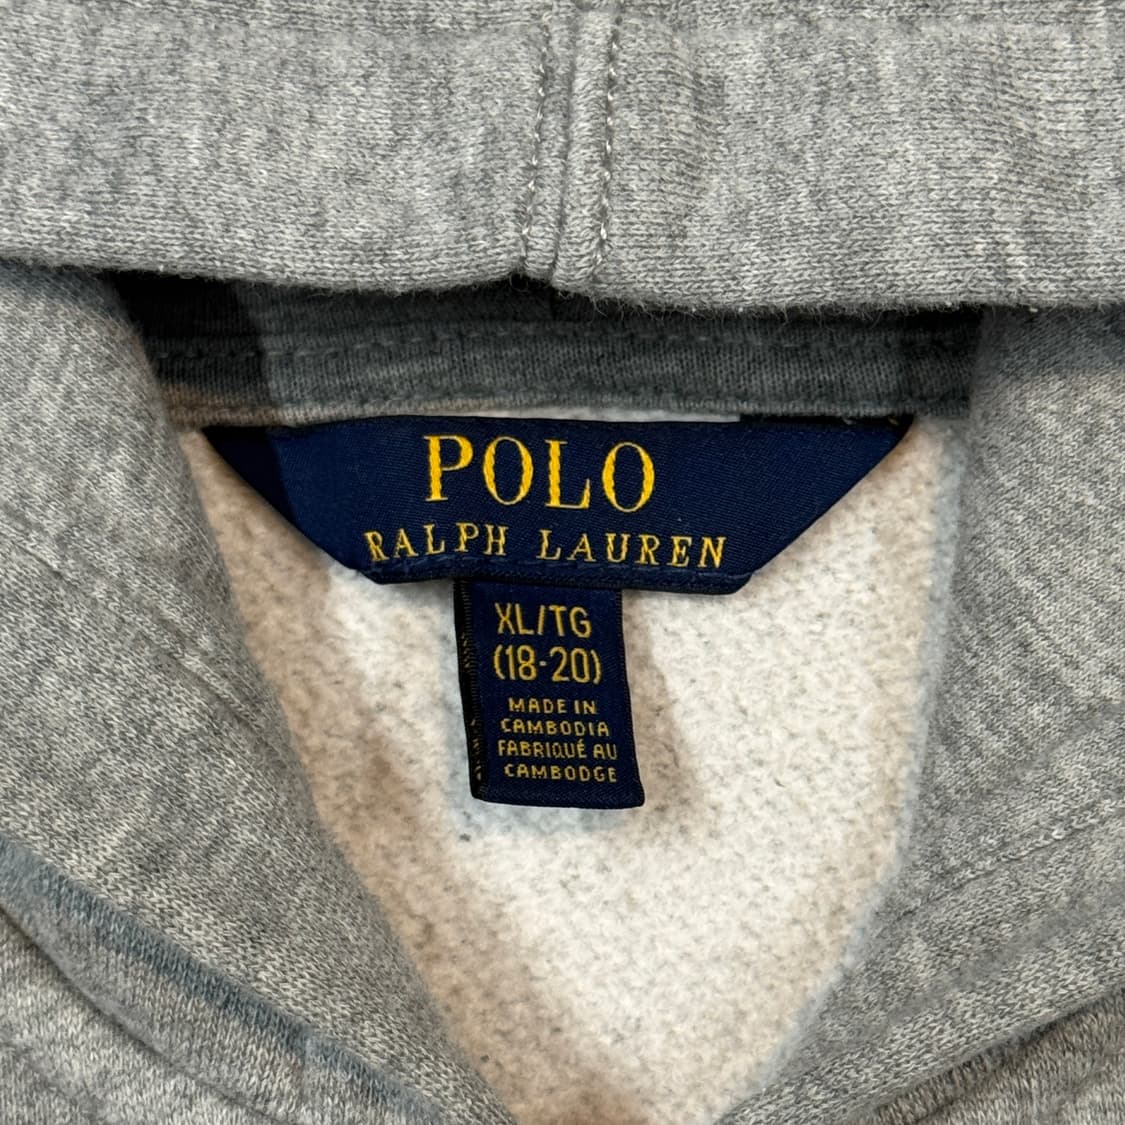 POLO
RALPH LAUREN
XL/TG
(18-20)
MADE IN
CAMBODIA
FABRIQUÉ AU
CAMBODGE